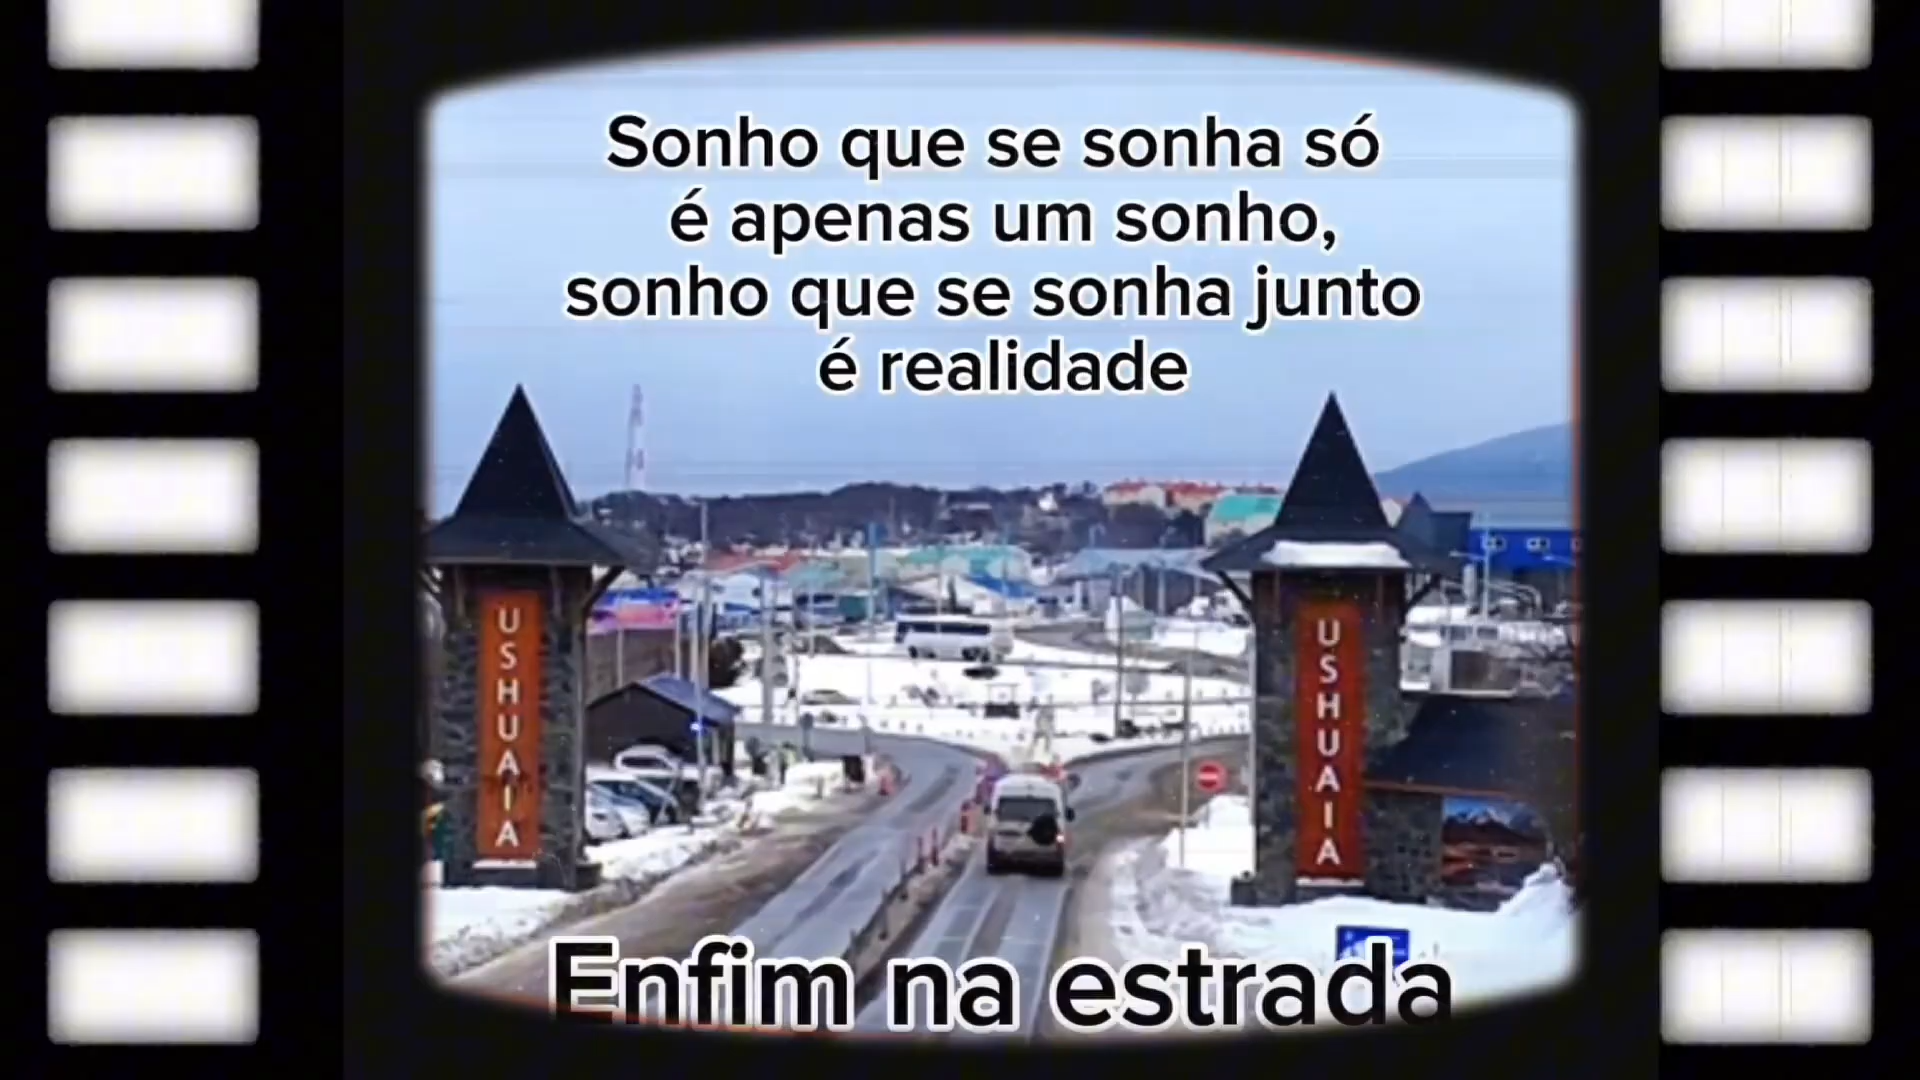 Sonho que se sonha só
é apenas um sonho,
sonho que se sonha junto
é realidade
USHUAIA
USHUAIA
Enfim na estrada